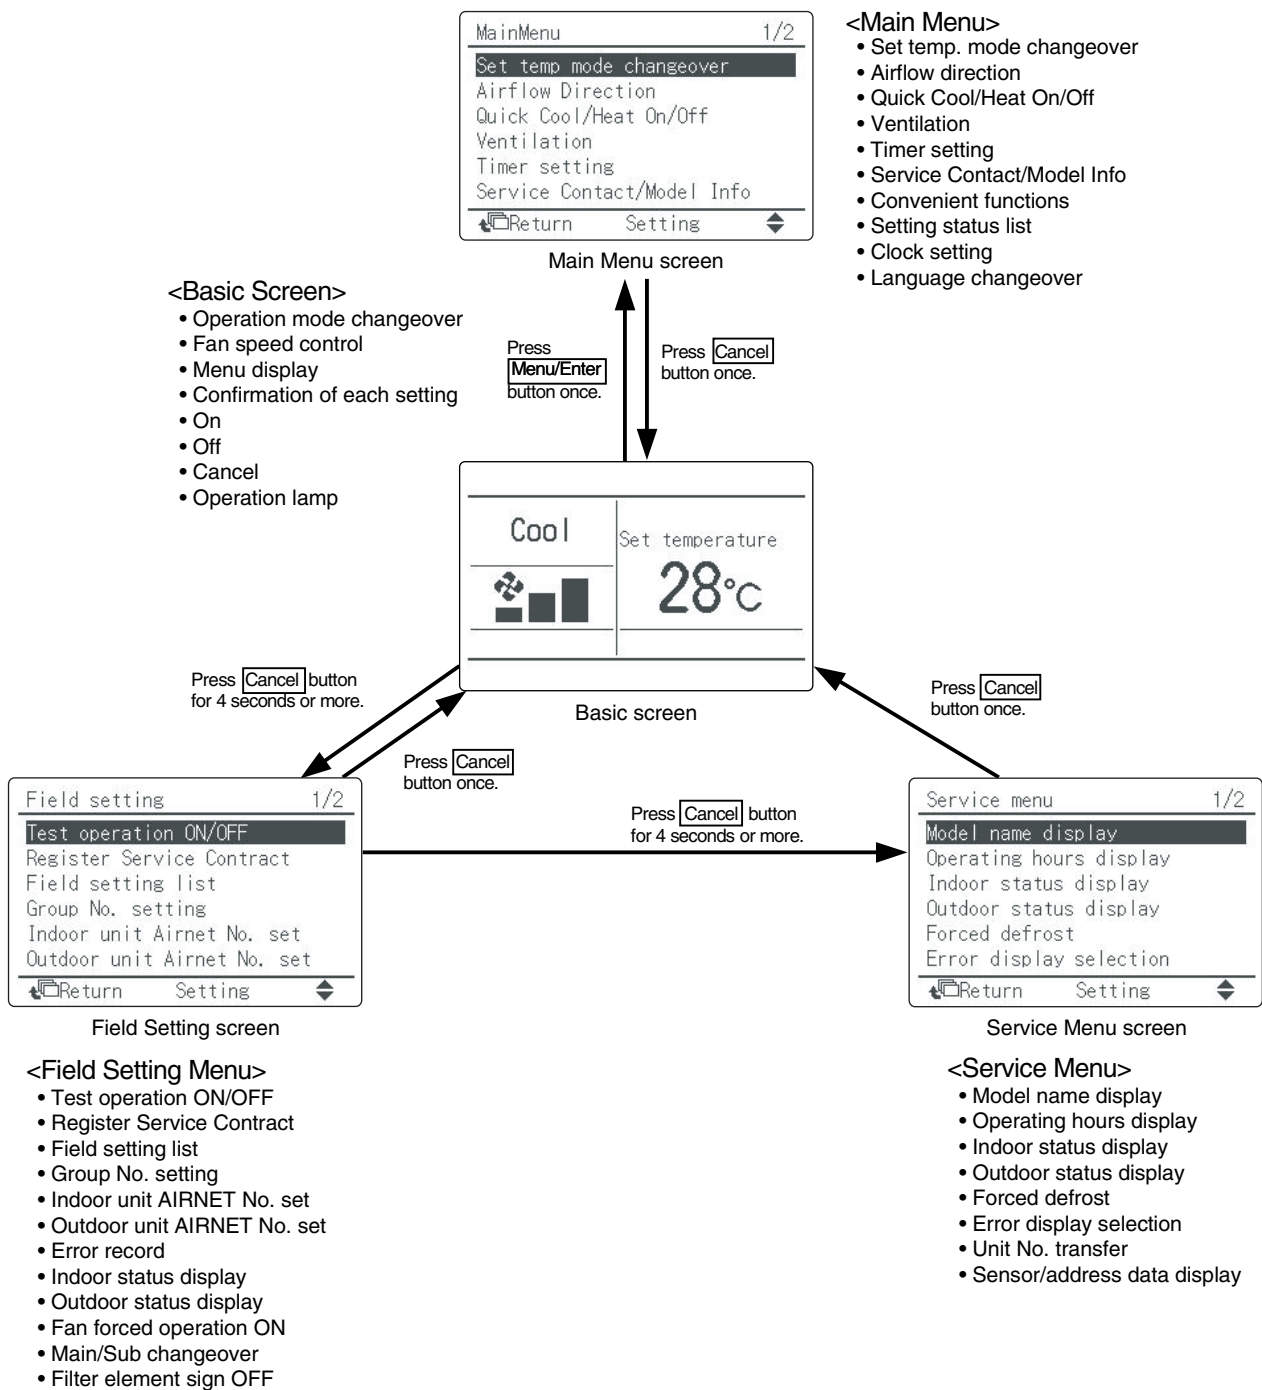 MainMenu 1/2
Set temp mode changeover
Airflow Direction
Quick Cool/Heat On/Off
Ventilation
Timer setting
Service Contact/Model Info
Return Setting
Main Menu screen
<Main Menu>
• Set temp. mode changeover
• Airflow direction
• Quick Cool/Heat On/Off
• Ventilation
• Timer setting
• Service Contact/Model Info
• Convenient functions
• Setting status list
• Clock setting
• Language changeover
<Basic Screen>
• Operation mode changeover
• Fan speed control
• Menu display
• Confirmation of each setting
• On
• Off
• Cancel
• Operation lamp
Press
Menu/Enter
button once.
Press Cancel
button once.
Cool
Set temperature
28°C
Basic screen
Press Cancel button
for 4 seconds or more.
Press Cancel
button once.
Press Cancel
button once.
Press Cancel button
for 4 seconds or more.
Field setting 1/2
Test operation ON/OFF
Register Service Contract
Field setting list
Group No. setting
Indoor unit Airnet No. set
Outdoor unit Airnet No. set
Return Setting
Field Setting screen
<Field Setting Menu>
• Test operation ON/OFF
• Register Service Contract
• Field setting list
• Group No. setting
• Indoor unit AIRNET No. set
• Outdoor unit AIRNET No. set
• Error record
• Indoor status display
• Outdoor status display
• Fan forced operation ON
• Main/Sub changeover
• Filter element sign OFF
Service menu 1/2
Model name display
Operating hours display
Indoor status display
Outdoor status display
Forced defrost
Error display selection
Return Setting
Service Menu screen
<Service Menu>
• Model name display
• Operating hours display
• Indoor status display
• Outdoor status display
• Forced defrost
• Error display selection
• Unit No. transfer
• Sensor/address data display